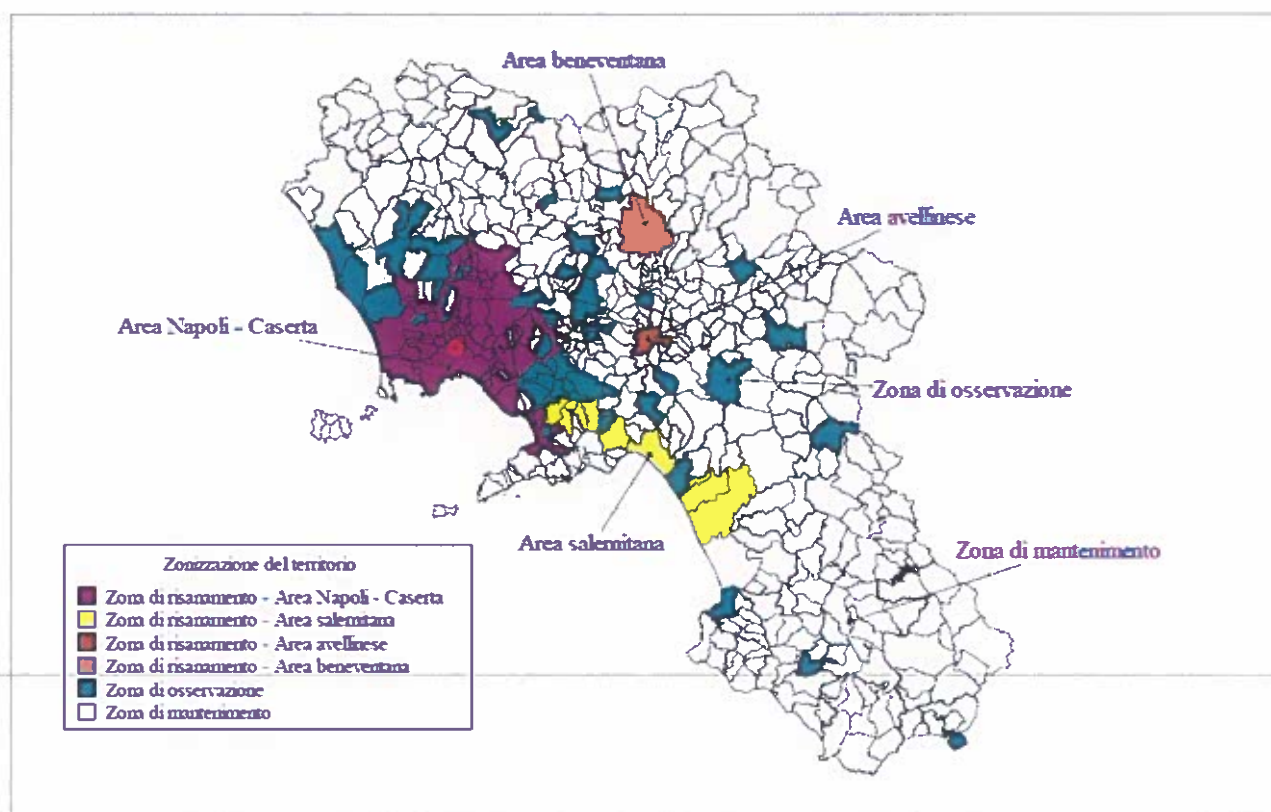 Area beneventana
Area avellinese
Area Napoli - Caserta
Zona di osservazione
Area salernitana
Zona di mantenimento
Zonizzazione del territorio
Zona di risanamento - Area Napoli - Caserta
Zona di risanamento - Area salernitana
Zona di risanamento - Area avellinese
Zona di risanamento - Area beneventana
Zona di osservazione
Zona di mantenimento